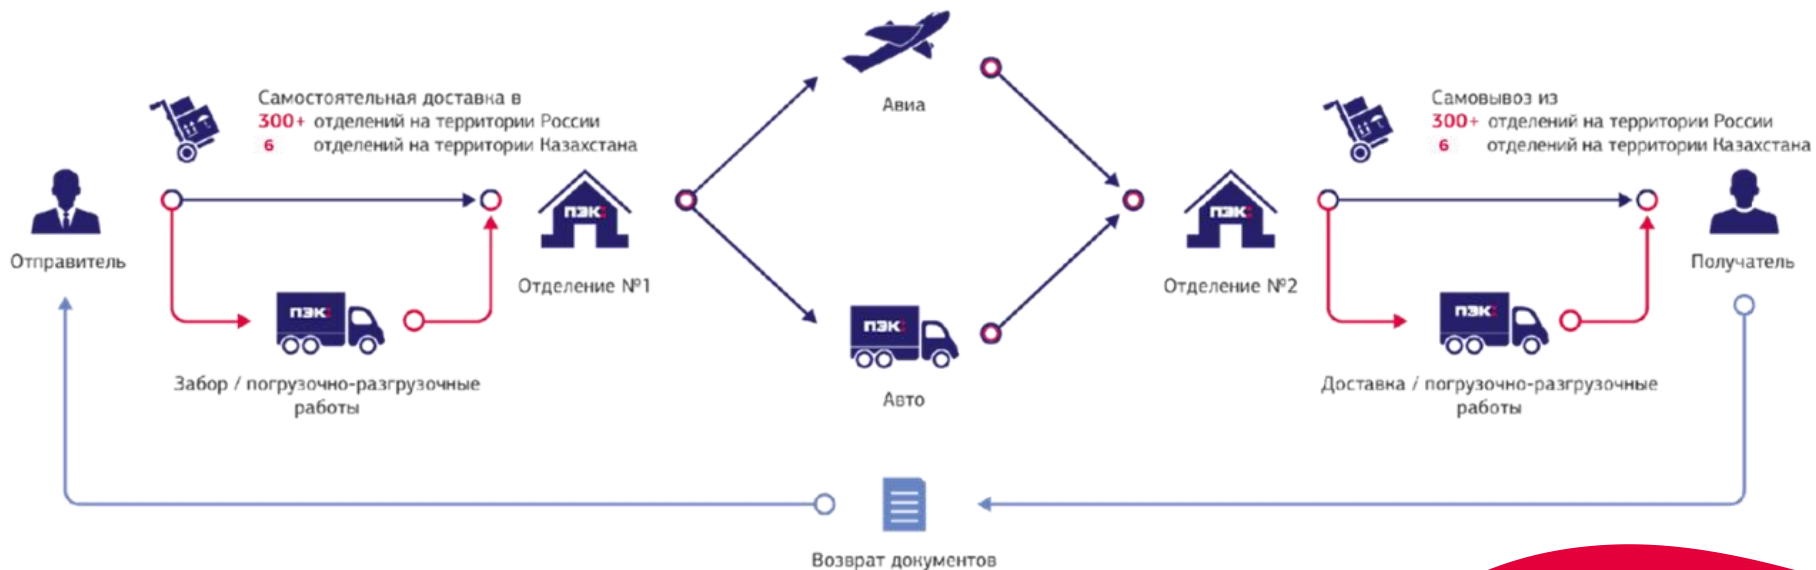 Авиа
Самостоятельная доставка в
300+ отделений на территории России
6 отделений на территории Казахстана
Самовывоз из
300+ отделений на территории России
6 отделений на территории Казахстана
ПЭК:
ПЭК:
Отправитель
Отделение №1
Отделение №2
Получатель
ПЭК:
ПЭК:
ПЭК:
Забор / погрузочно-разгрузочные
работы
Авто
Доставка / погрузочно-разгрузочные
работы
Возврат документов